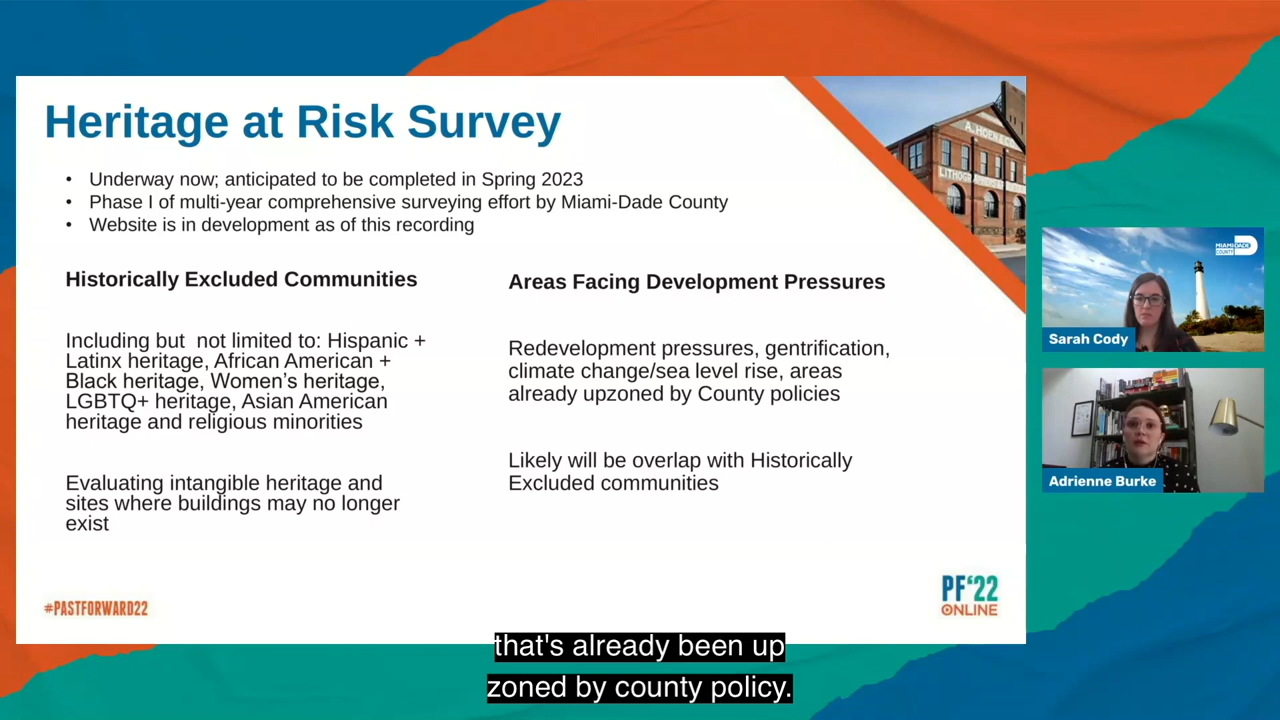 Heritage at Risk Survey
• Underway now; anticipated to be completed in Spring 2023
• Phase I of multi-year comprehensive surveying effort by Miami-Dade County
• Website is in development as of this recording
Historically Excluded Communities
Including but  not limited to: Hispanic +
Latinx heritage, African American +
Black heritage, Women’s heritage,
LGBTQ+ heritage, Asian American
heritage and religious minorities
Evaluating intangible heritage and
sites where buildings may no longer
exist
Areas Facing Development Pressures
Redevelopment pressures, gentrification,
climate change/sea level rise, areas
already upzoned by County policies
Likely will be overlap with Historically
Excluded communities
A. HOEN & CO
#PASTFORWARD22
PF‘22
ONLINE
MIAMI-DADE
COUNTY
Sarah Cody
Adrienne Burke
that's already been up
zoned by county policy.